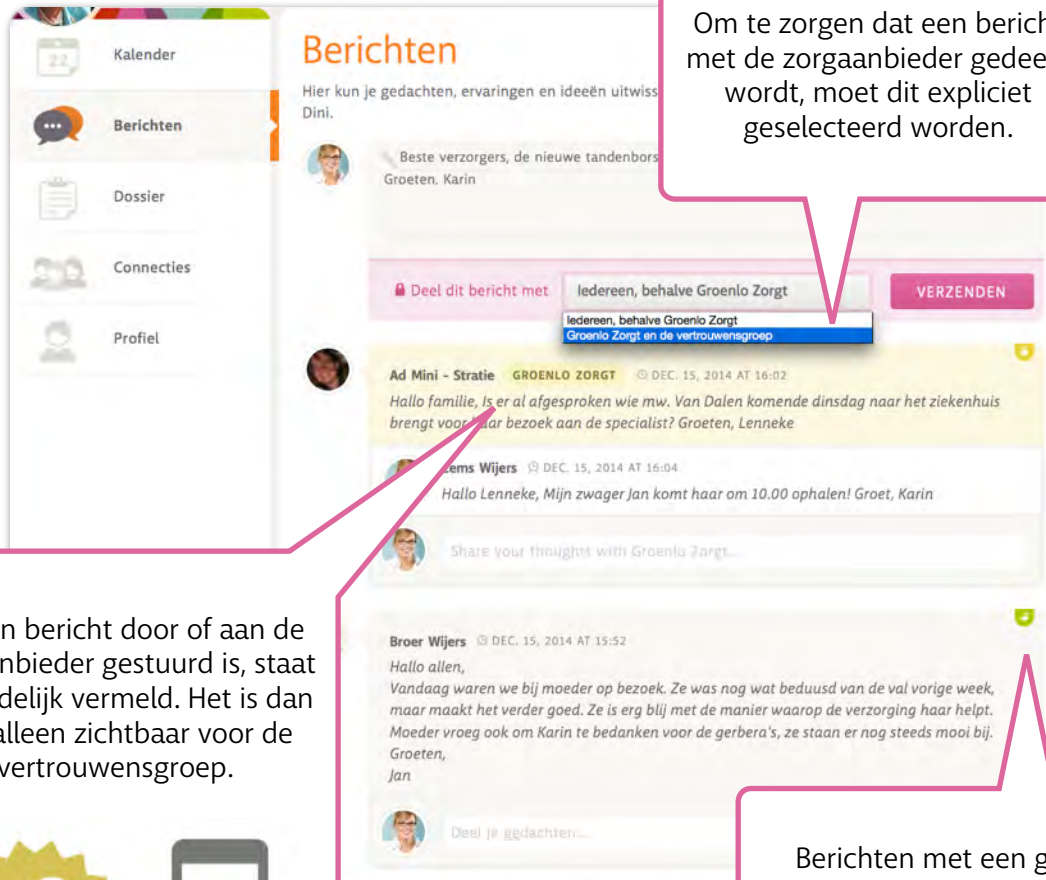 Om te zorgen dat een
met de zorgaanbieder
wordt, moet dit expliciet
geselecteerd worden.
22
Kalender
Berichten
Dossier
Connecties
Profiel
Berichten
Hier kun je gedachten, ervaringen en ideeën
Dini.
Beste verzorgers, de nieuwe
Groeten. Karin
Deel dit bericht met
Iedereen, behalve Groenlo Zorgt
VERZENDEN
Iedereen, behalve Groenlo Zorgt
Groenlo Zorgt en de vertrouwensgroep
Ad Mini - Stratie GROENLO ZORGT DEC. 15, 2014 AT 16:02
Hallo familie, Is er al afgesproken wie mw. Van Dalen komende dinsdag naar het ziekenhuis
brengt voor haar bezoek aan de specialist? Groeten, Lenneke
Wijers DEC. 15, 2014 AT 16:04
Hallo Lenneke, Mijn zwager Jan komt haar om 10.00 ophalen! Groet, Karin
Share your thoughts with Groenlo Zorgt...
bericht door of aan de
gestuurd is, staat
vermeld. Het is dan
alleen zichtbaar voor de
vertrouwensgroep.
Broer Wijers DEC. 15, 2014 AT 15:52
Hallo allen,
Vandaag waren we bij moeder op bezoek. Ze was nog wat beduusd van de val vorige week,
maar maakt het verder goed. Ze is erg blij met de manier waarop de verzorging haar helpt.
Moeder vroeg ook om Karin te bedanken voor de gerbera's, ze staan er nog steeds mooi bij.
Groeten,
Jan
Deel je gedachten...
Berichten met een